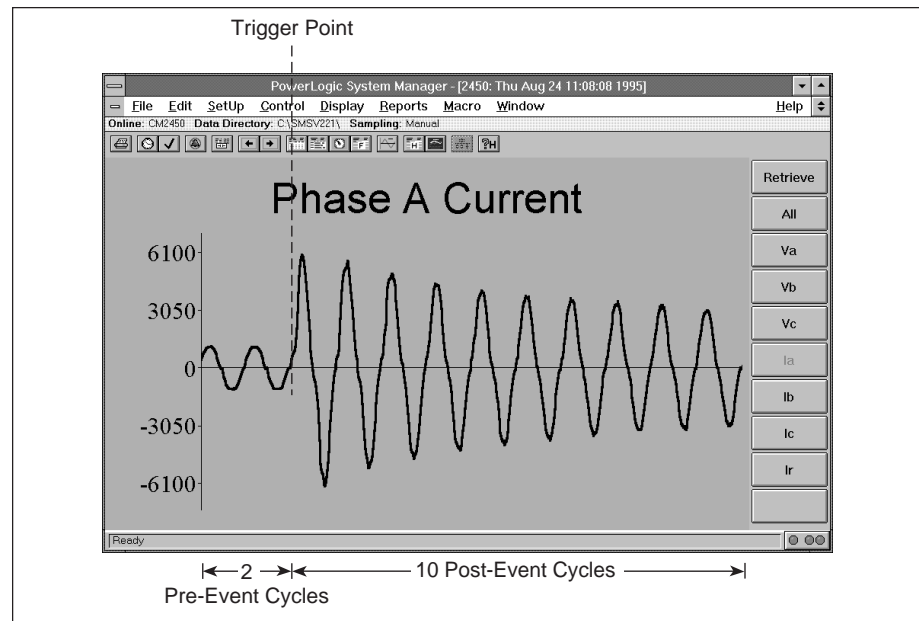 Trigger Point
PowerLogic System Manager - [2450: Thu Aug 24 11:08:08 1995]
File Edit SetUp Control Display Reports Macro Window Help
Online: CM2450 Data Directory: C:\SMSV221\ Sampling: Manual
F H ?H
Phase A Current
Retrieve
All
Va
Vb
Vc
Ia
Ib
Ic
Ir
6100
3050
0
-3050
-6100
Ready
2
10 Post-Event Cycles
Pre-Event Cycles